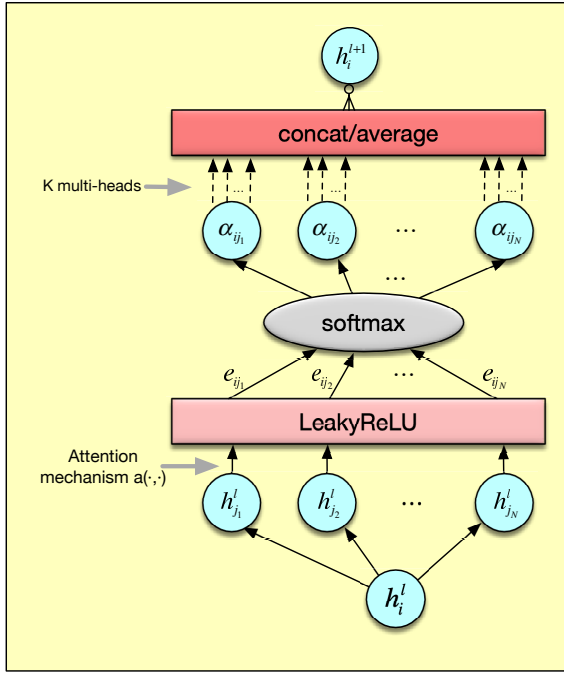 h_i^{l+1}
concat/average
K multi-heads
... ... ...
α_{ij_1} α_{ij_2} ... α_{ij_N}
...
softmax
e_{ij_1} e_{ij_2} ... e_{ij_N}
LeakyReLU
Attention
mechanism a(·,·)
h_{j_1}^l h_{j_2}^l ... h_{j_N}^l
h_i^l